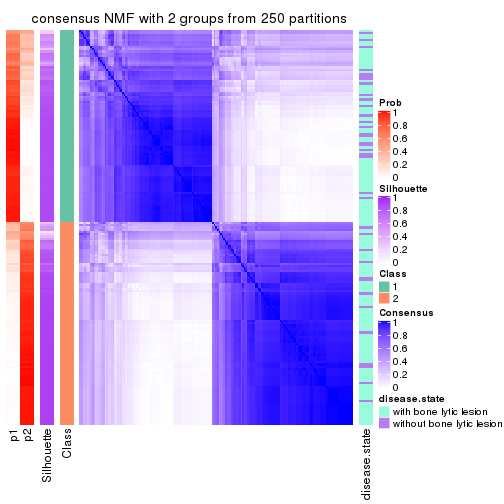 consensus NMF with 2 groups from 250 partitions
Prob
1
0.8
0.6
0.4
0.2
0
Silhouette
1
0.8
0.6
0.4
0.2
0
Class
1
2
Consensus
1
0.8
0.6
0.4
0.2
0
disease.state
with bone lytic lesion
without bone lytic lesion
p1
p2
Silhouette
Class
disease.state